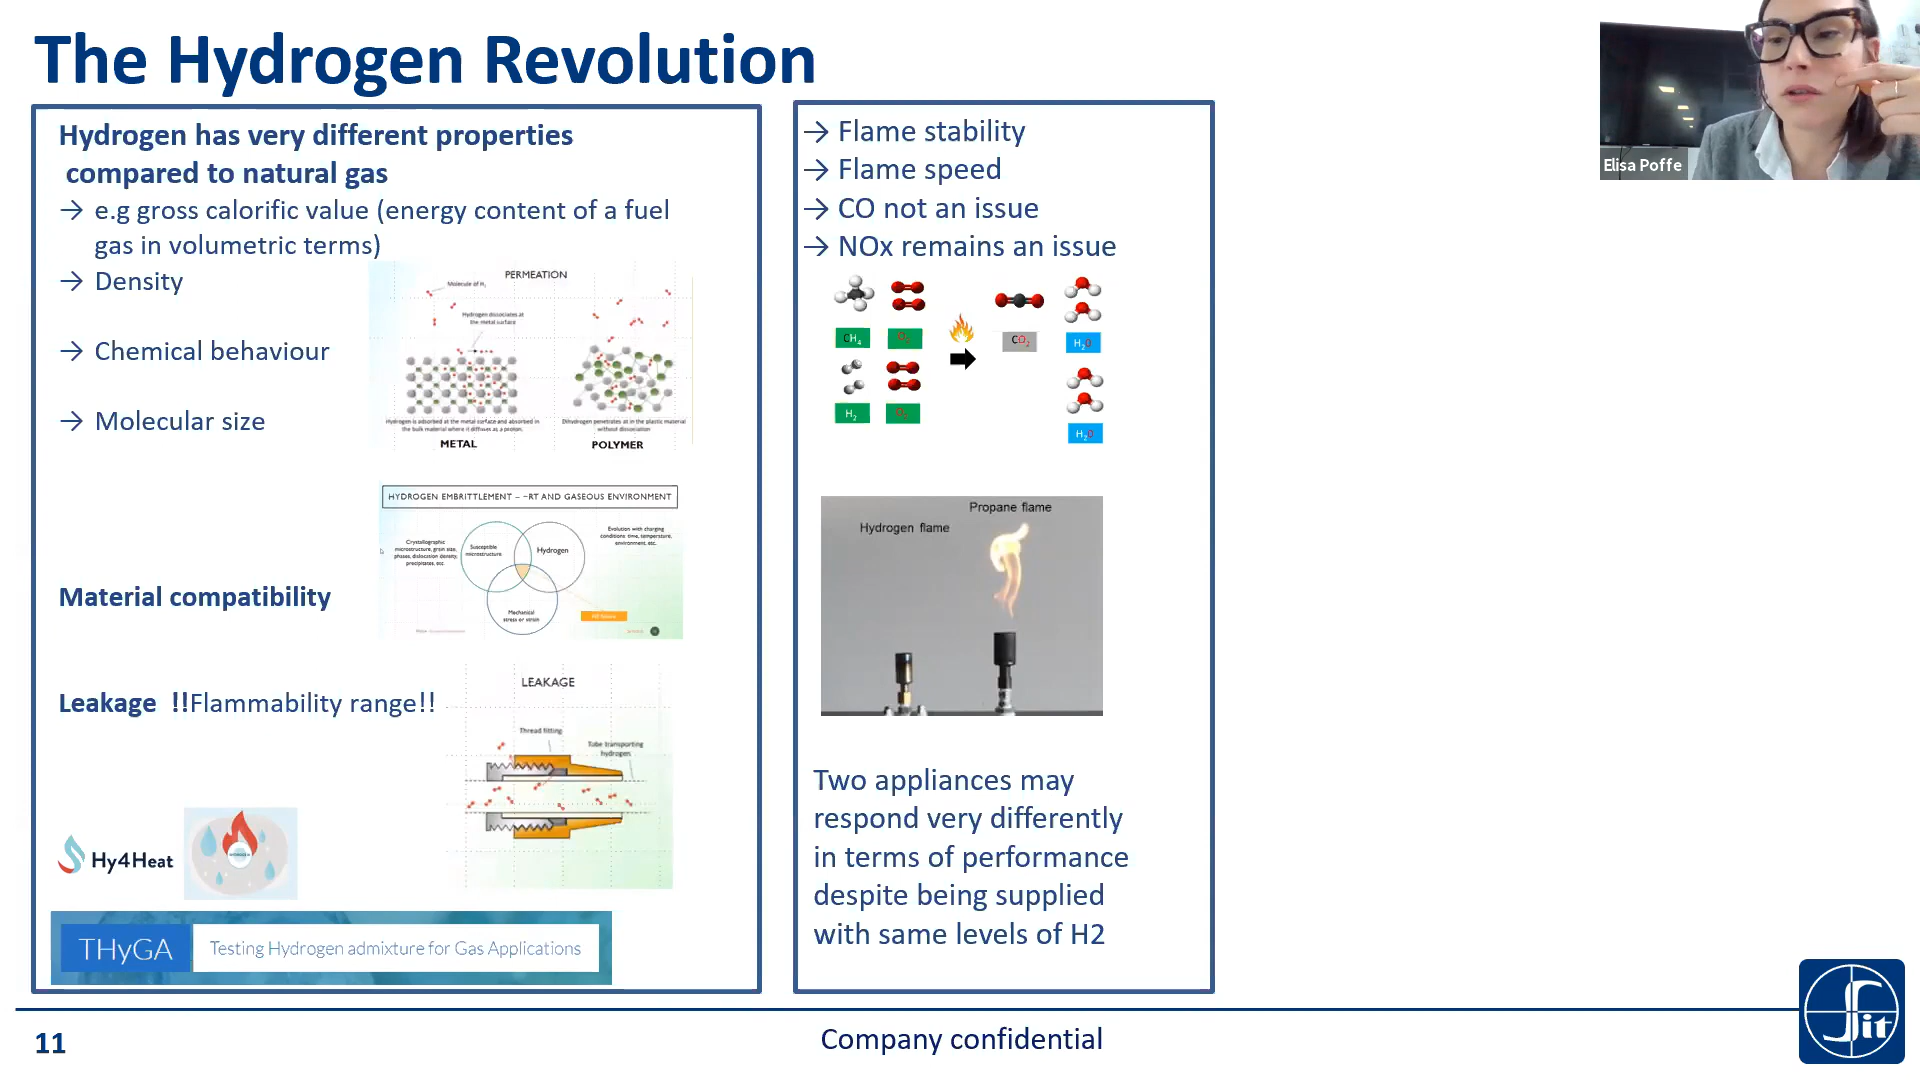 The Hydrogen Revolution
Hydrogen has very different properties
compared to natural gas
→ e.g gross calorific value (energy content of a fuel
gas in volumetric terms)
→ Density
→ Chemical behaviour
→ Molecular size
PERMEATION
Molecule of H₂
Hydrogen dissociates at
the metal surface
Hydrogen is adsorbed at the metal surface and absorbed in
the bulk material where it diffuses as a proton.
METAL
Dihydrogen penetrates at in the plastic material
without dissociation
POLYMER
HYDROGEN EMBRITTLEMENT – ~RT AND GASEOUS ENVIRONMENT
Crystallographic
microstructure, grain size,
phases, dislocation density,
precipitates, etc.
Susceptible
microstructure
Hydrogen
Evolution with charging
conditions: time, temperature,
environment, etc.
Mechanical
stress or strain
Material compatibility
Leakage !!Flammability range!!
LEAKAGE
Thread fitting
Tube transporting
hydrogen
Hy4Heat
THyGA
Testing Hydrogen admixture for Gas Applications
→ Flame stability
→ Flame speed
→ CO not an issue
→ NOx remains an issue
CH₄
O₂
CO₂
H₂O
H₂
O₂
H₂O
Propane flame
Hydrogen flame
Two appliances may
respond very differently
in terms of performance
despite being supplied
with same levels of H2
Elisa Poffe
11
Company confidential
Sit